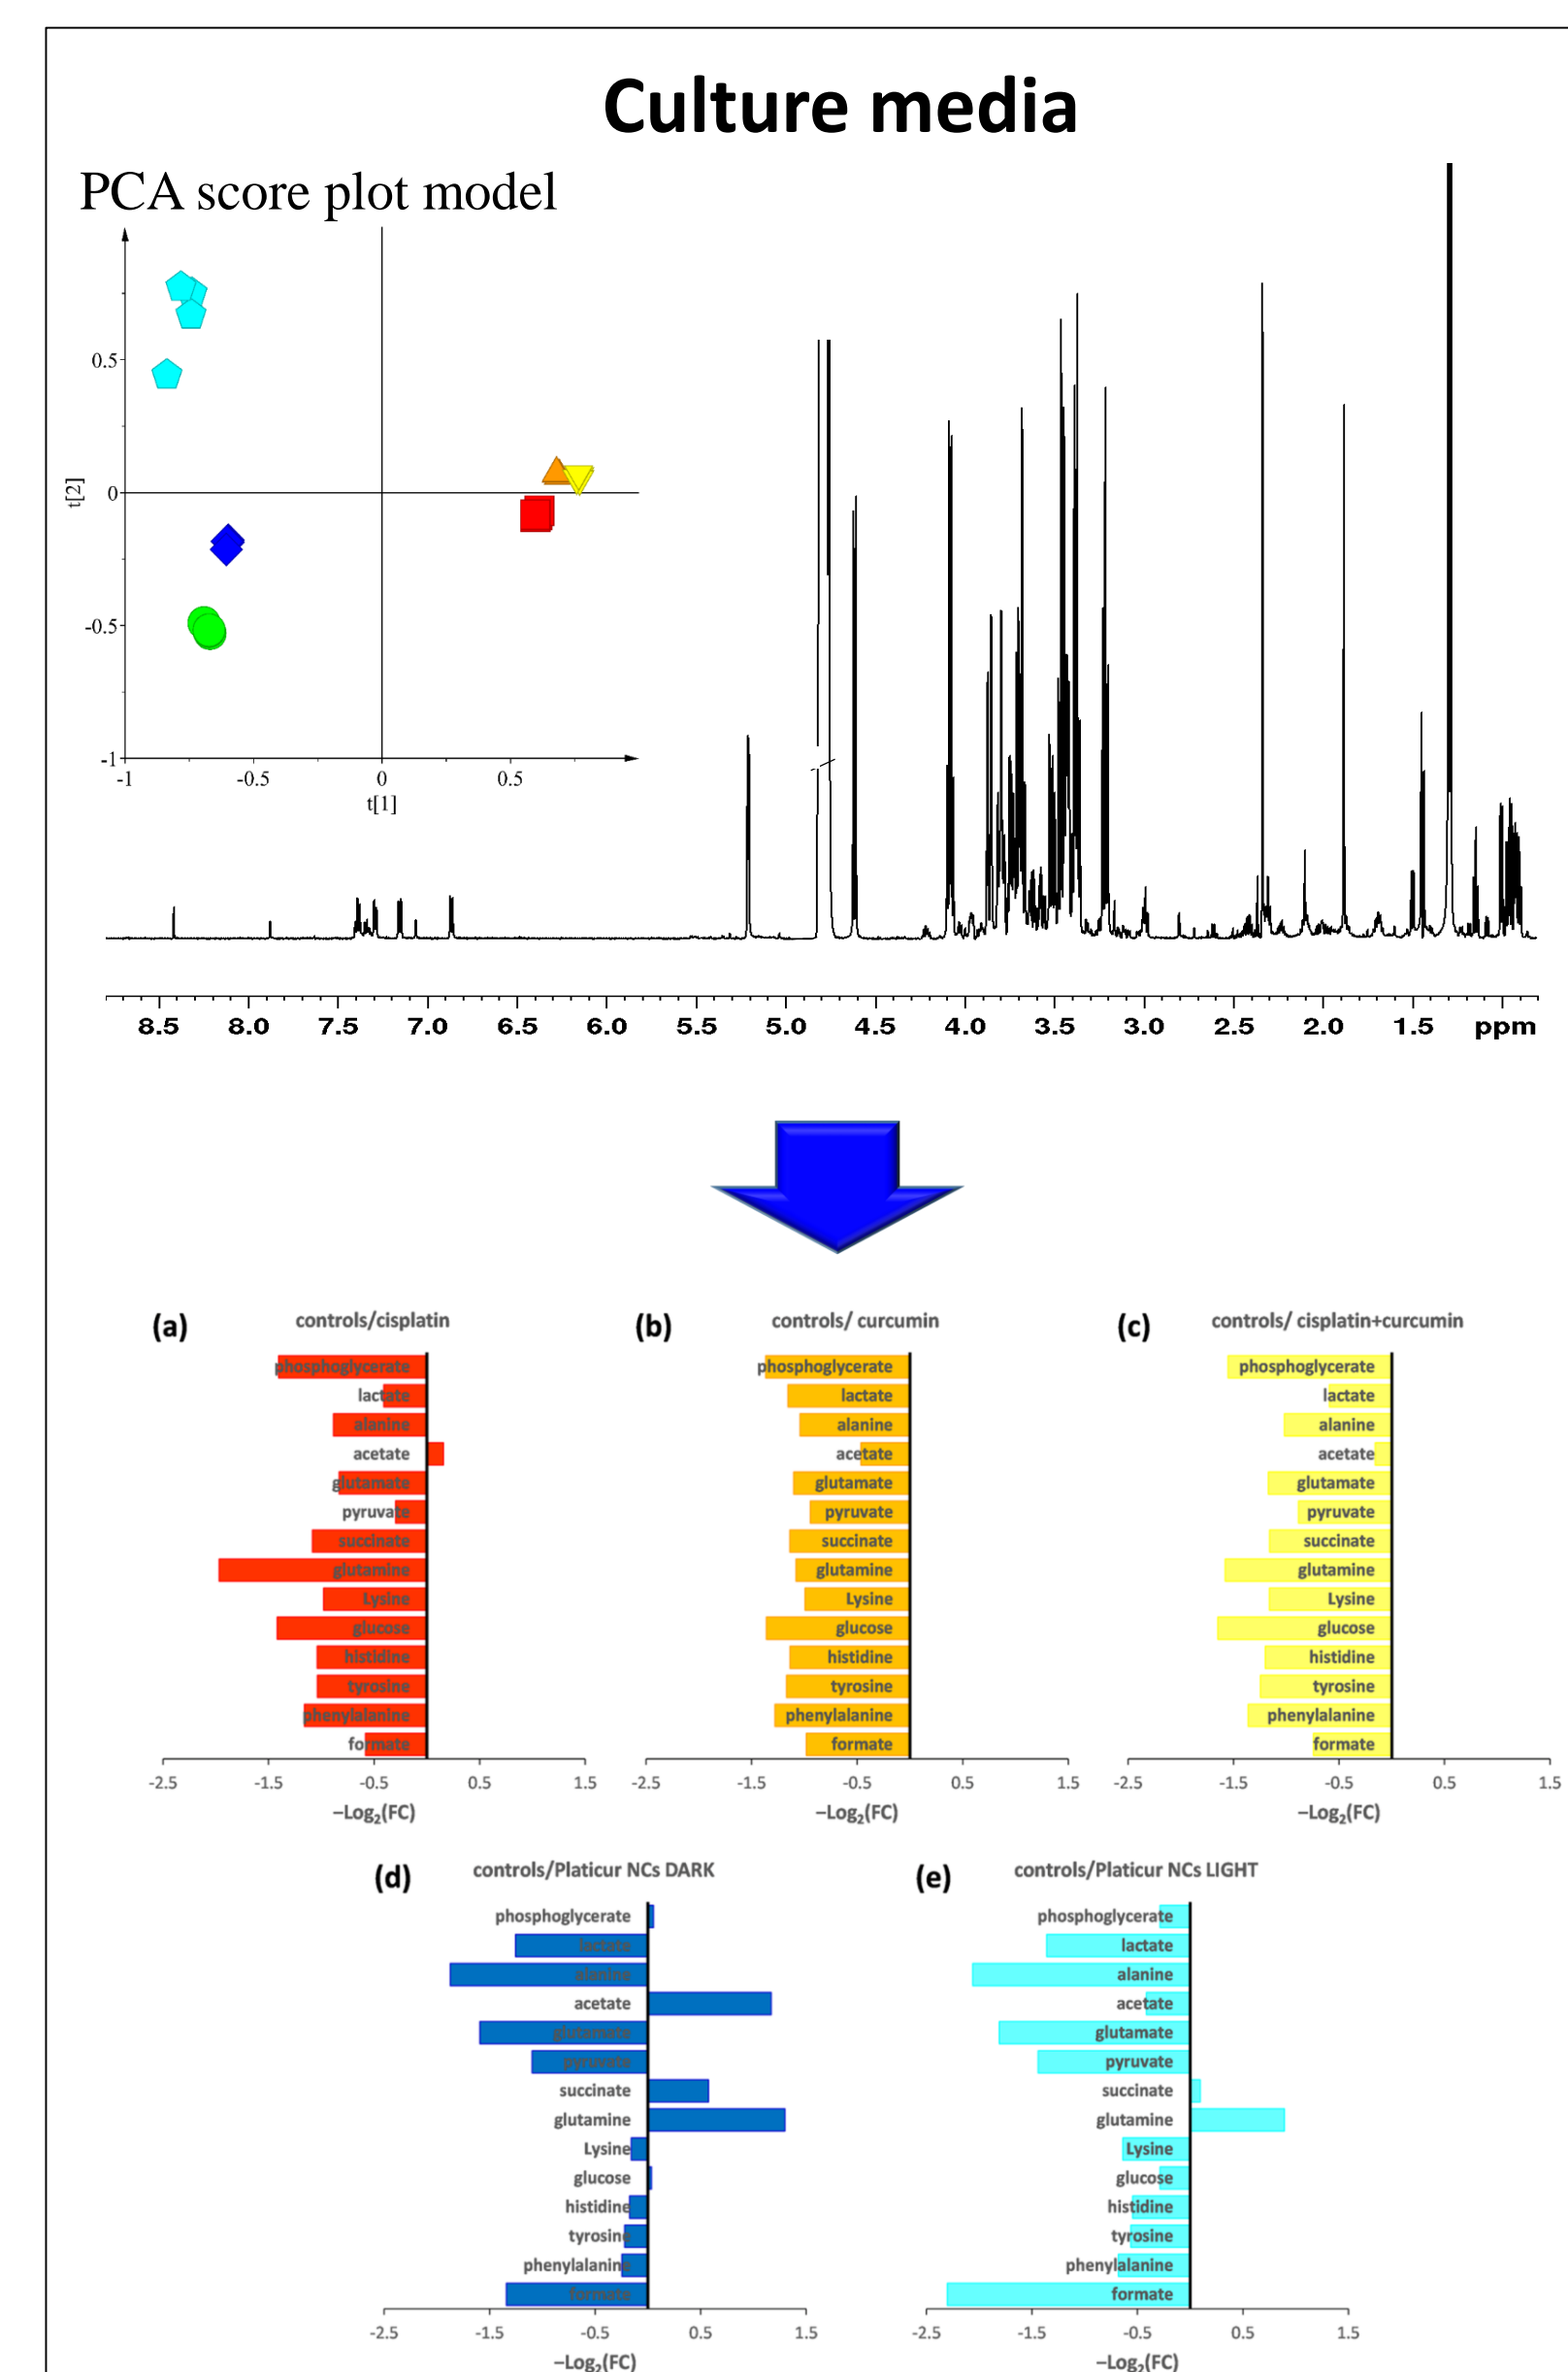 Culture media
PCA score plot model
0.5
0
-0.5
-1
t[2]
-1 -0.5 0 0.5
t[1]
8.5 8.0 7.5 7.0 6.5 6.0 5.5 5.0 4.5 4.0 3.5 3.0 2.5 2.0 1.5 ppm
(a) controls/cisplatin
phosphoglycerate
lactate
alanine
acetate
glutamate
pyruvate
succinate
glutamine
Lysine
glucose
histidine
tyrosine
phenylalanine
formate
-2.5 -1.5 -0.5 0.5 1.5
–Log₂(FC)
(b) controls/ curcumin
phosphoglycerate
lactate
alanine
acetate
glutamate
pyruvate
succinate
glutamine
Lysine
glucose
histidine
tyrosine
phenylalanine
formate
-2.5 -1.5 -0.5 0.5 1.5
–Log₂(FC)
(c) controls/ cisplatin+curcumin
phosphoglycerate
lactate
alanine
acetate
glutamate
pyruvate
succinate
glutamine
Lysine
glucose
histidine
tyrosine
phenylalanine
formate
-2.5 -1.5 -0.5 0.5 1.5
–Log₂(FC)
(d) controls/Platicur NCs DARK
phosphoglycerate
lactate
alanine
acetate
glutamate
pyruvate
succinate
glutamine
Lysine
glucose
histidine
tyrosine
phenylalanine
formate
-2.5 -1.5 -0.5 0.5 1.5
–Log₂(FC)
(e) controls/Platicur NCs LIGHT
phosphoglycerate
lactate
alanine
acetate
glutamate
pyruvate
succinate
glutamine
Lysine
glucose
histidine
tyrosine
phenylalanine
formate
-2.5 -1.5 -0.5 0.5 1.5
–Log₂(FC)